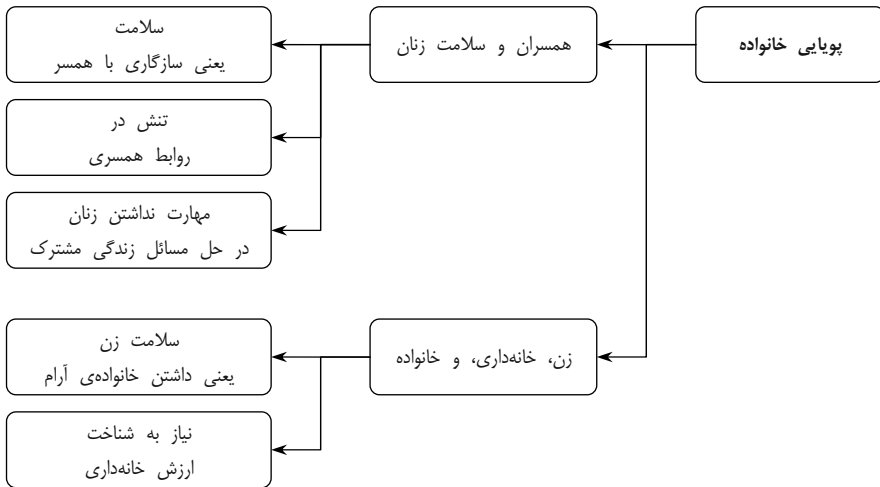 پویایی خانواده
همسران و سلامت زنان
سلامت
یعنی سازگاری با همسر
تنش در
روابط همسری
مهارت نداشتن زنان
در حل مسائل زندگی مشترک
زن، خانه‌داری، و خانواده
سلامت زن
یعنی داشتن خانواده‌ی آرام
نیاز به شناخت
ارزش خانه‌داری